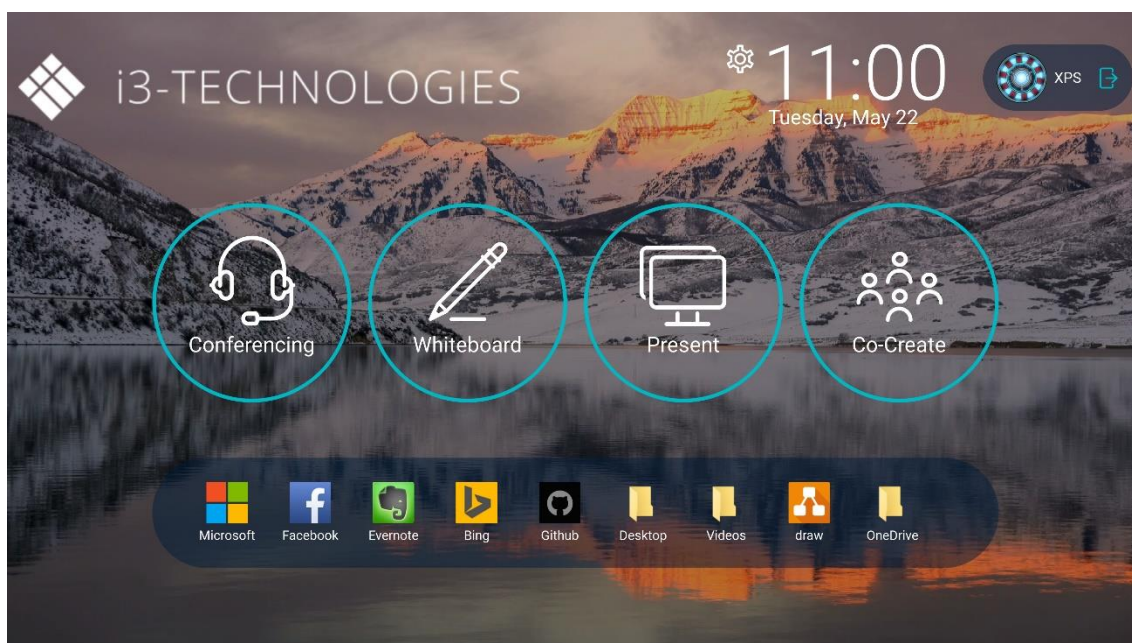 i3-TECHNOLOGIES
11:00
Tuesday, May 22
XPS
Conferencing
Whiteboard
Present
Co-Create
Microsoft
Facebook
Evernote
Bing
Github
Desktop
Videos
draw
OneDrive